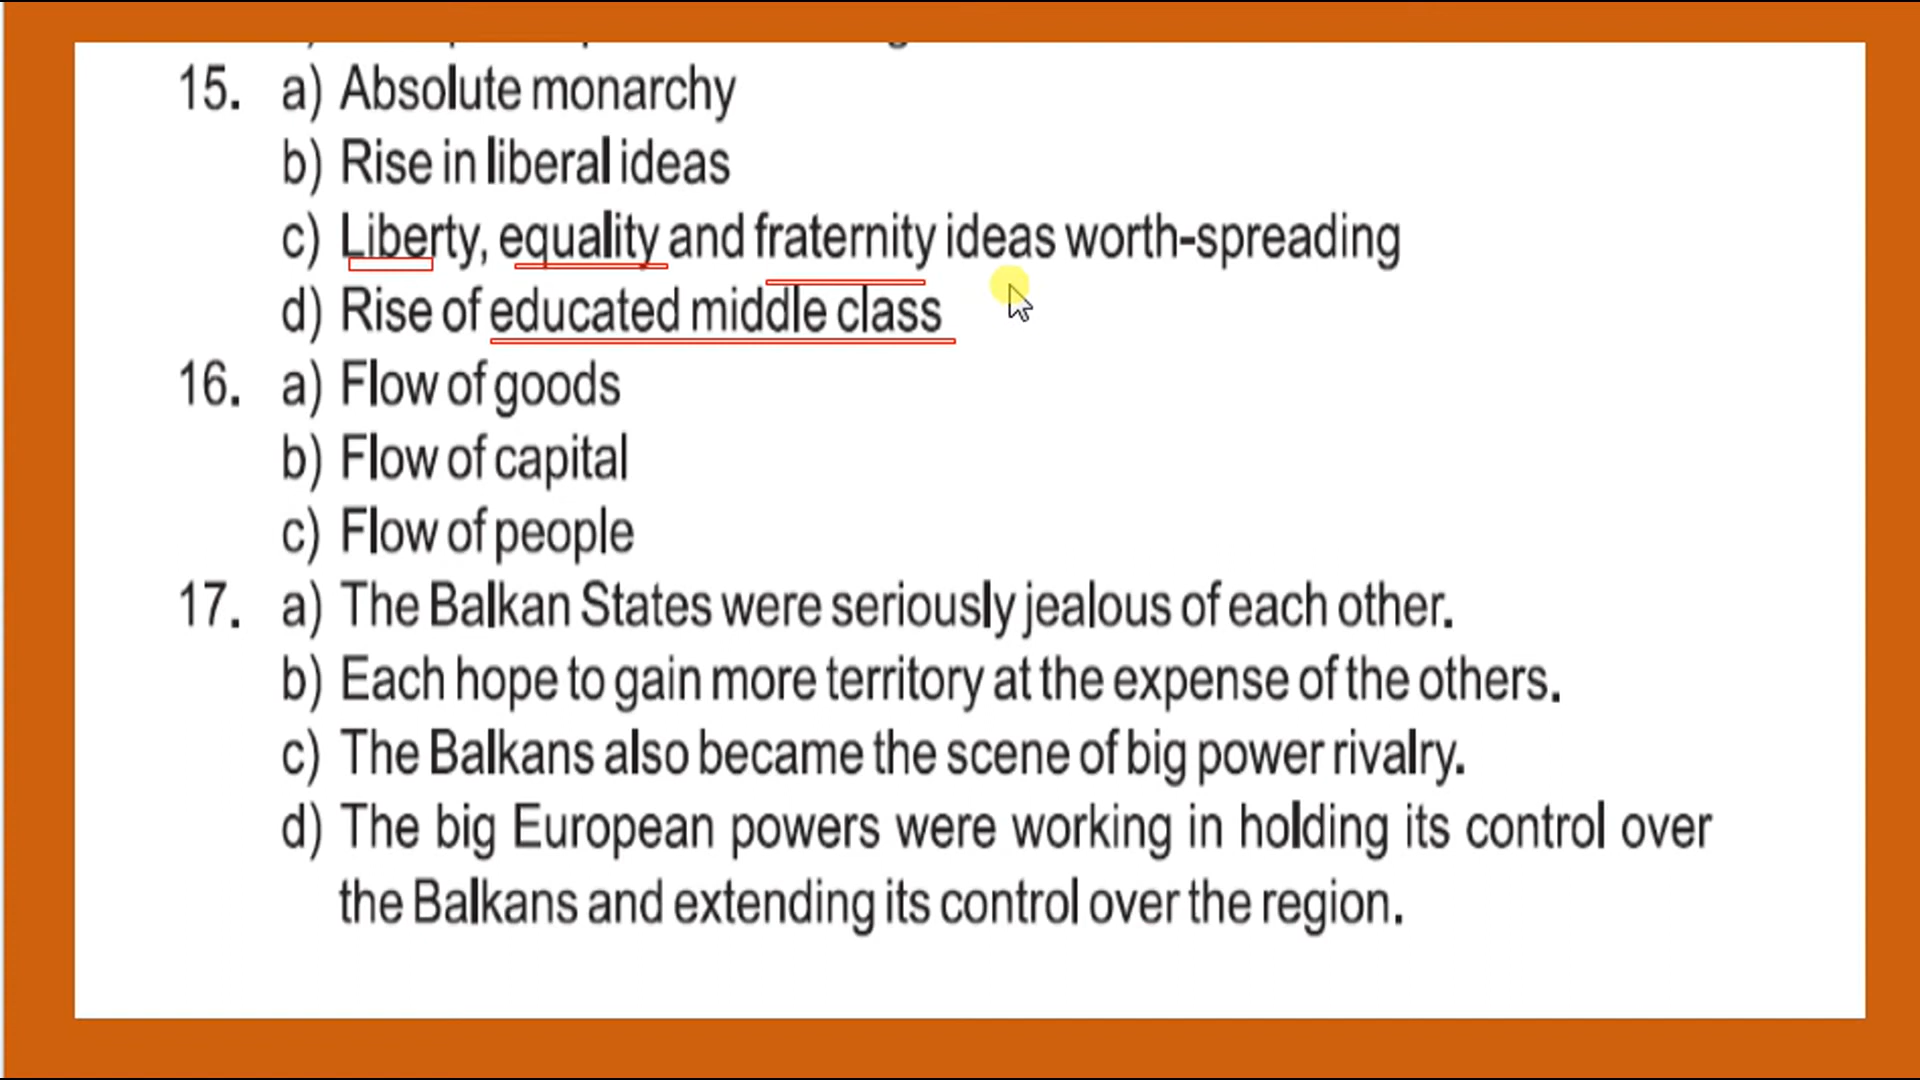 15. a) Absolute monarchy
b) Rise in liberal ideas
c) Liberty, equality and fraternity ideas worth-spreading
d) Rise of educated middle class
16. a) Flow of goods
b) Flow of capital
c) Flow of people
17. a) The Balkan States were seriously jealous of each other.
b) Each hope to gain more territory at the expense of the others.
c) The Balkans also became the scene of big power rivalry.
d) The big European powers were working in holding its control over
the Balkans and extending its control over the region.